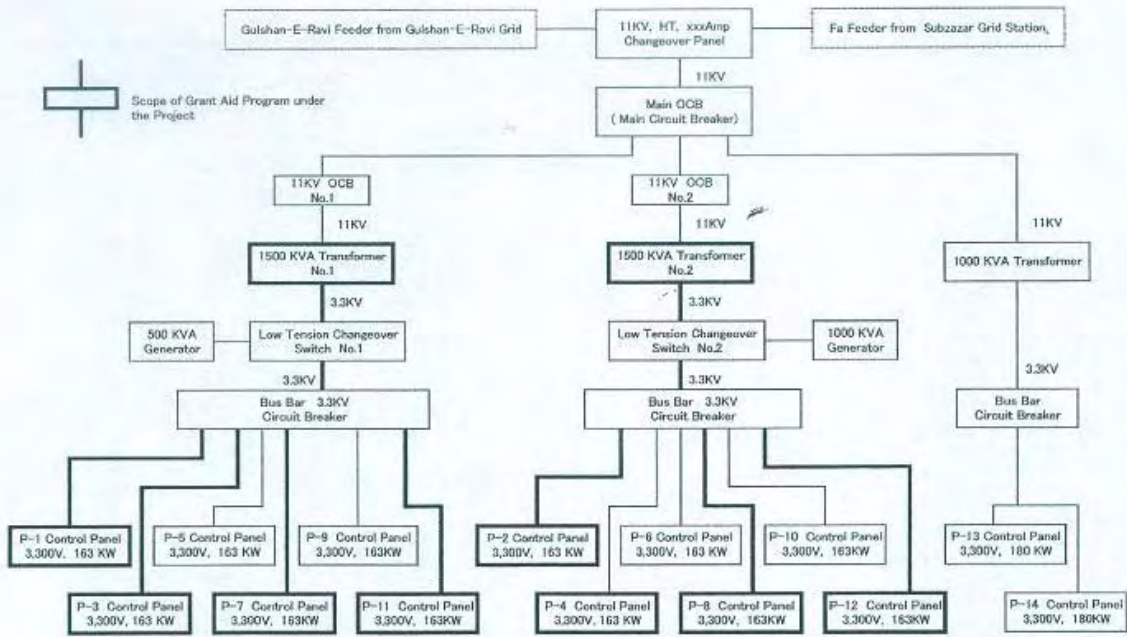 Gulshan-E-Ravi Feeder from Gulshan-E-Ravi Grid
11KV, HT, xxxAmp
Changeover Panel
Fa Feeder from Subzazar Grid Station,
11KV
Scope of Grant Aid Program under
the Project
Main OCB
( Main Circuit Breaker)
11KV OCB
No.1
11KV OCB
No.2
11KV
11KV
11KV
1500 KVA Transformer
No.1
1500 KVA Transformer
No.2
1000 KVA Transformer
3.3KV
3.3KV
500 KVA
Generator
Low Tension Changeover
Switch No.1
Low Tension Changeover
Switch No.2
1000 KVA
Generator
3.3KV
3.3KV
3.3KV
Bus Bar 3.3KV
Circuit Breaker
Bus Bar 3.3KV
Circuit Breaker
Bus Bar
Circuit Breaker
P-1 Control Panel
3,300V, 163 KW
P-5 Control Panel
3,300V, 163 KW
P-9 Control Panel
3,300V, 163KW
P-2 Control Panel
3,300V, 163 KW
P-6 Control Panel
3,300V, 163 KW
P-10 Control Panel
3,300V, 163KW
P-13 Control Panel
3,300V, 180 KW
P-3 Control Panel
3,300V, 163 KW
P-7 Control Panel
3,300V, 163KW
P-11 Control Panel
3,300V, 163KW
P-4 Control Panel
3,300V, 163 KW
P-8 Control Panel
3,300V, 163KW
P-12 Control Panel
3,300V, 163KW
P-14 Control Panel
3,300V, 180KW